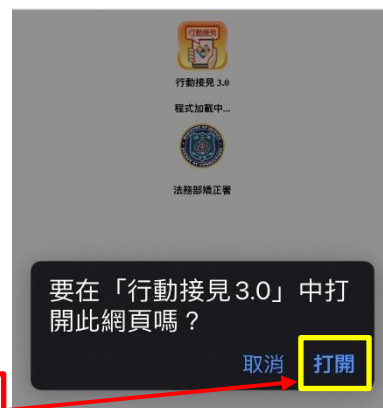 行動接見
行動接見 3.0
程式加載中...
法務部矯正署
要在「行動接見3.0」中打
開此網頁嗎？
取消 打開